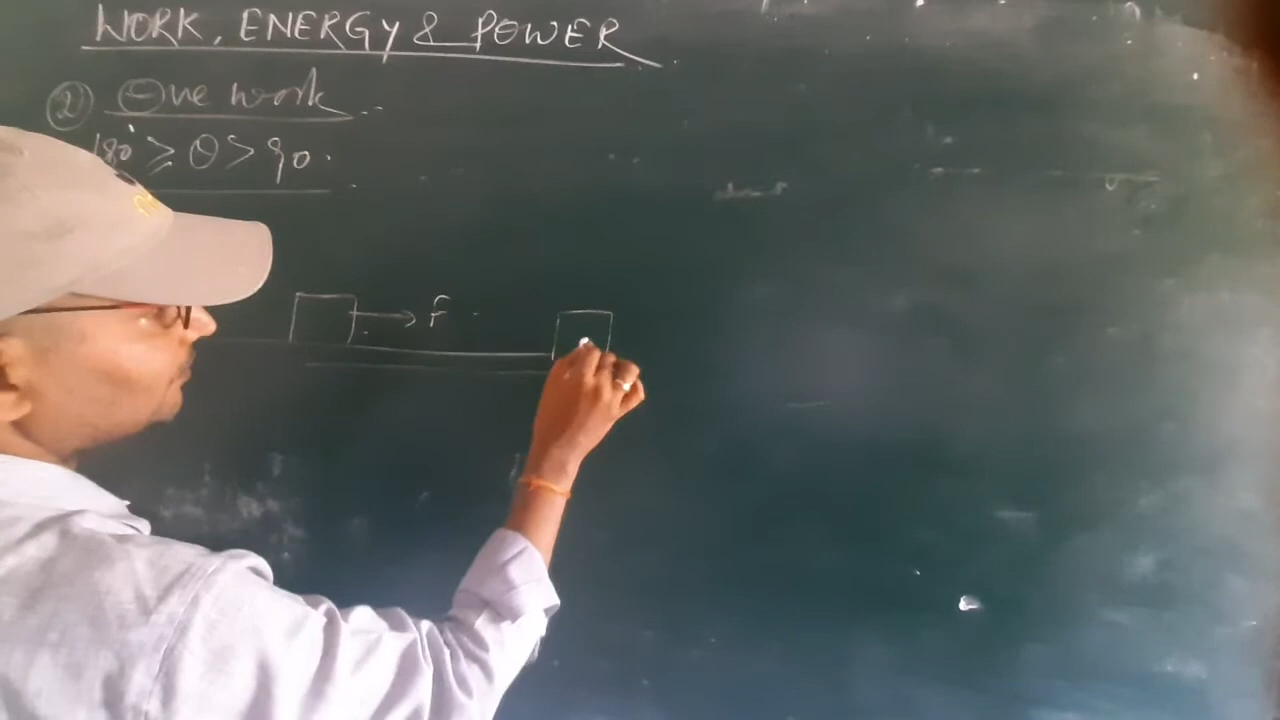 WORK, ENERGY & POWER
② ⊖ve work
180° ≥ θ > 90.
F